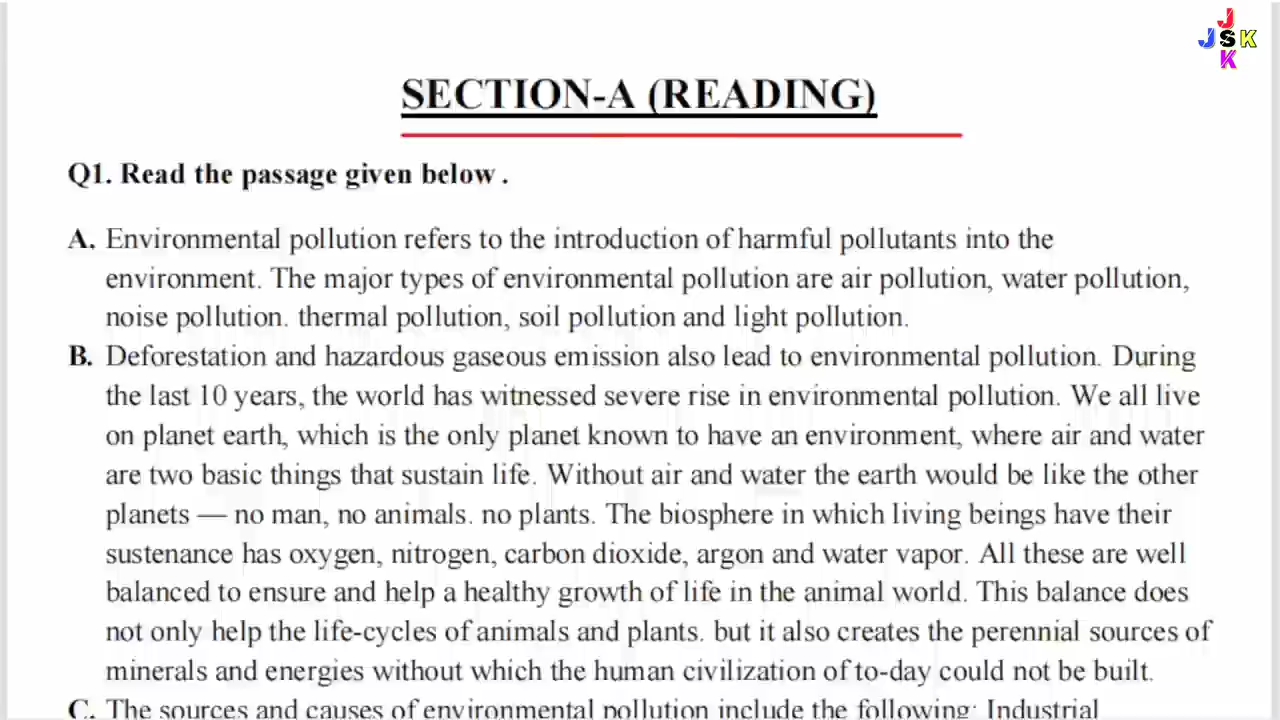 J
JSK
K
SECTION-A (READING)
Q1. Read the passage given below .
A. Environmental pollution refers to the introduction of harmful pollutants into the
environment. The major types of environmental pollution are air pollution, water pollution,
noise pollution. thermal pollution, soil pollution and light pollution.
B. Deforestation and hazardous gaseous emission also lead to environmental pollution. During
the last 10 years, the world has witnessed severe rise in environmental pollution. We all live
on planet earth, which is the only planet known to have an environment, where air and water
are two basic things that sustain life. Without air and water the earth would be like the other
planets — no man, no animals. no plants. The biosphere in which living beings have their
sustenance has oxygen, nitrogen, carbon dioxide, argon and water vapor. All these are well
balanced to ensure and help a healthy growth of life in the animal world. This balance does
not only help the life-cycles of animals and plants. but it also creates the perennial sources of
minerals and energies without which the human civilization of to-day could not be built.
C. The sources and causes of environmental pollution include the following: Industrial